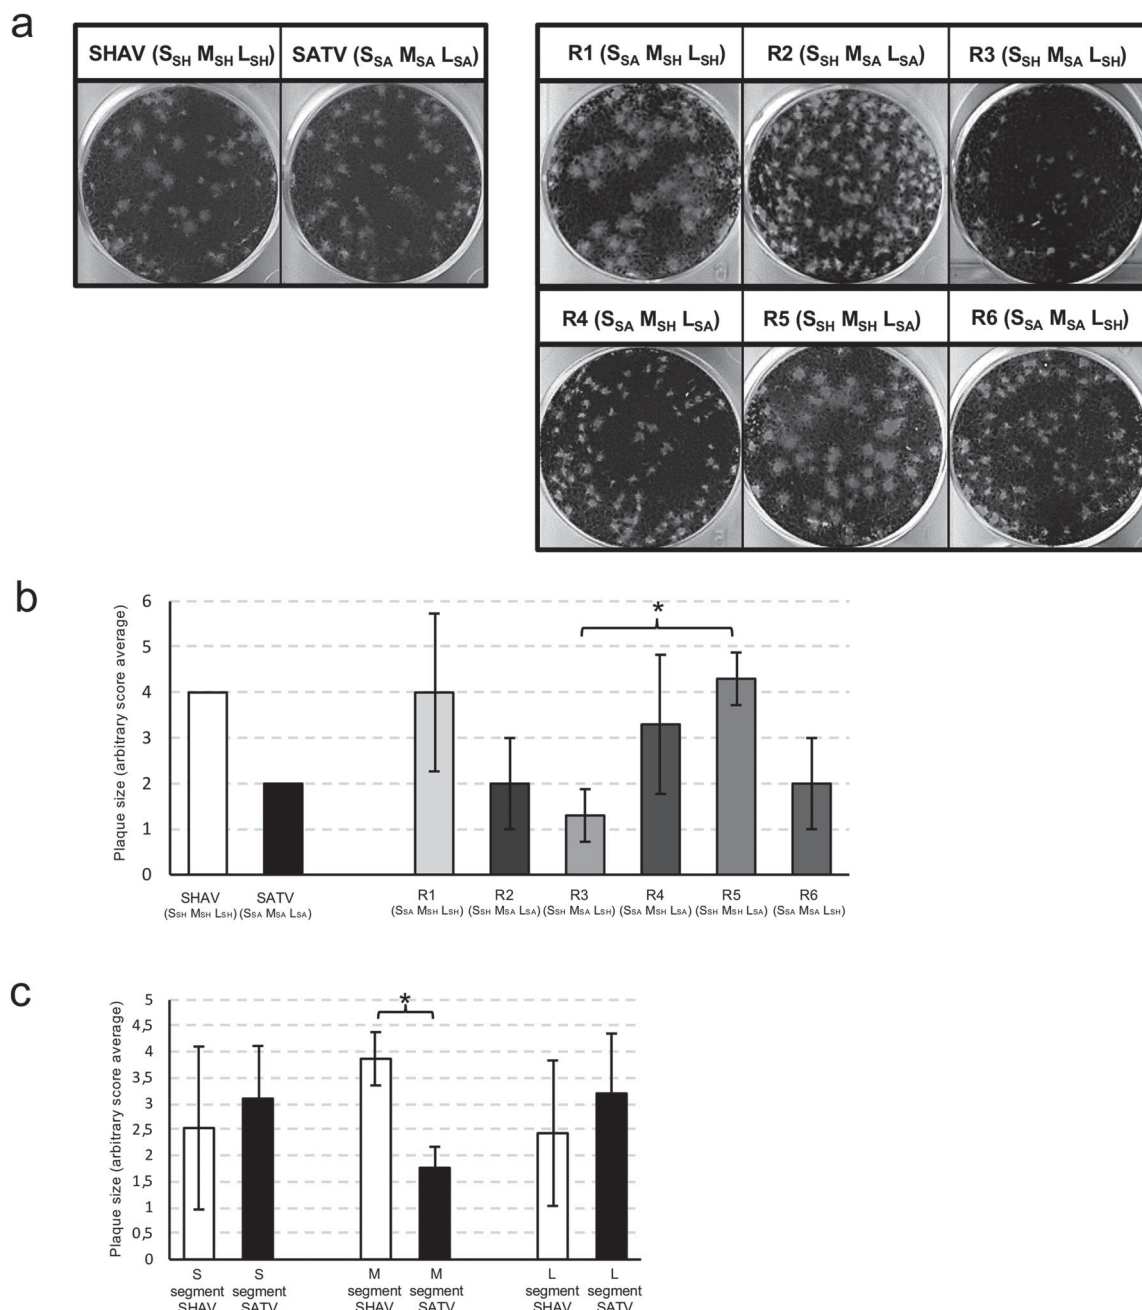 a
SHAV (SSH MSH LSH) SATV (SSA MSA LSA)
R1 (SSA MSH LSH) R2 (SSH MSA LSA) R3 (SSH MSA LSH)
R4 (SSA MSH LSA) R5 (SSH MSH LSA) R6 (SSA MSA LSH)
b
Plaque size (arbitrary score average)
6
5
4
3
2
1
0
*
SHAV SATV R1 R2 R3 R4 R5 R6
(SSH MSH LSH) (SSA MSA LSA) (SSA MSH LSH) (SSH MSA LSA) (SSH MSA LSH) (SSA MSH LSA) (SSH MSH LSA) (SSA MSA LSH)
c
Plaque size (arbitrary score average)
5
4,5
4
3,5
3
2,5
2
1,5
1
0,5
0
*
S S M M L L
segment segment segment segment segment segment
SHAV SATV SHAV SATV SHAV SATV